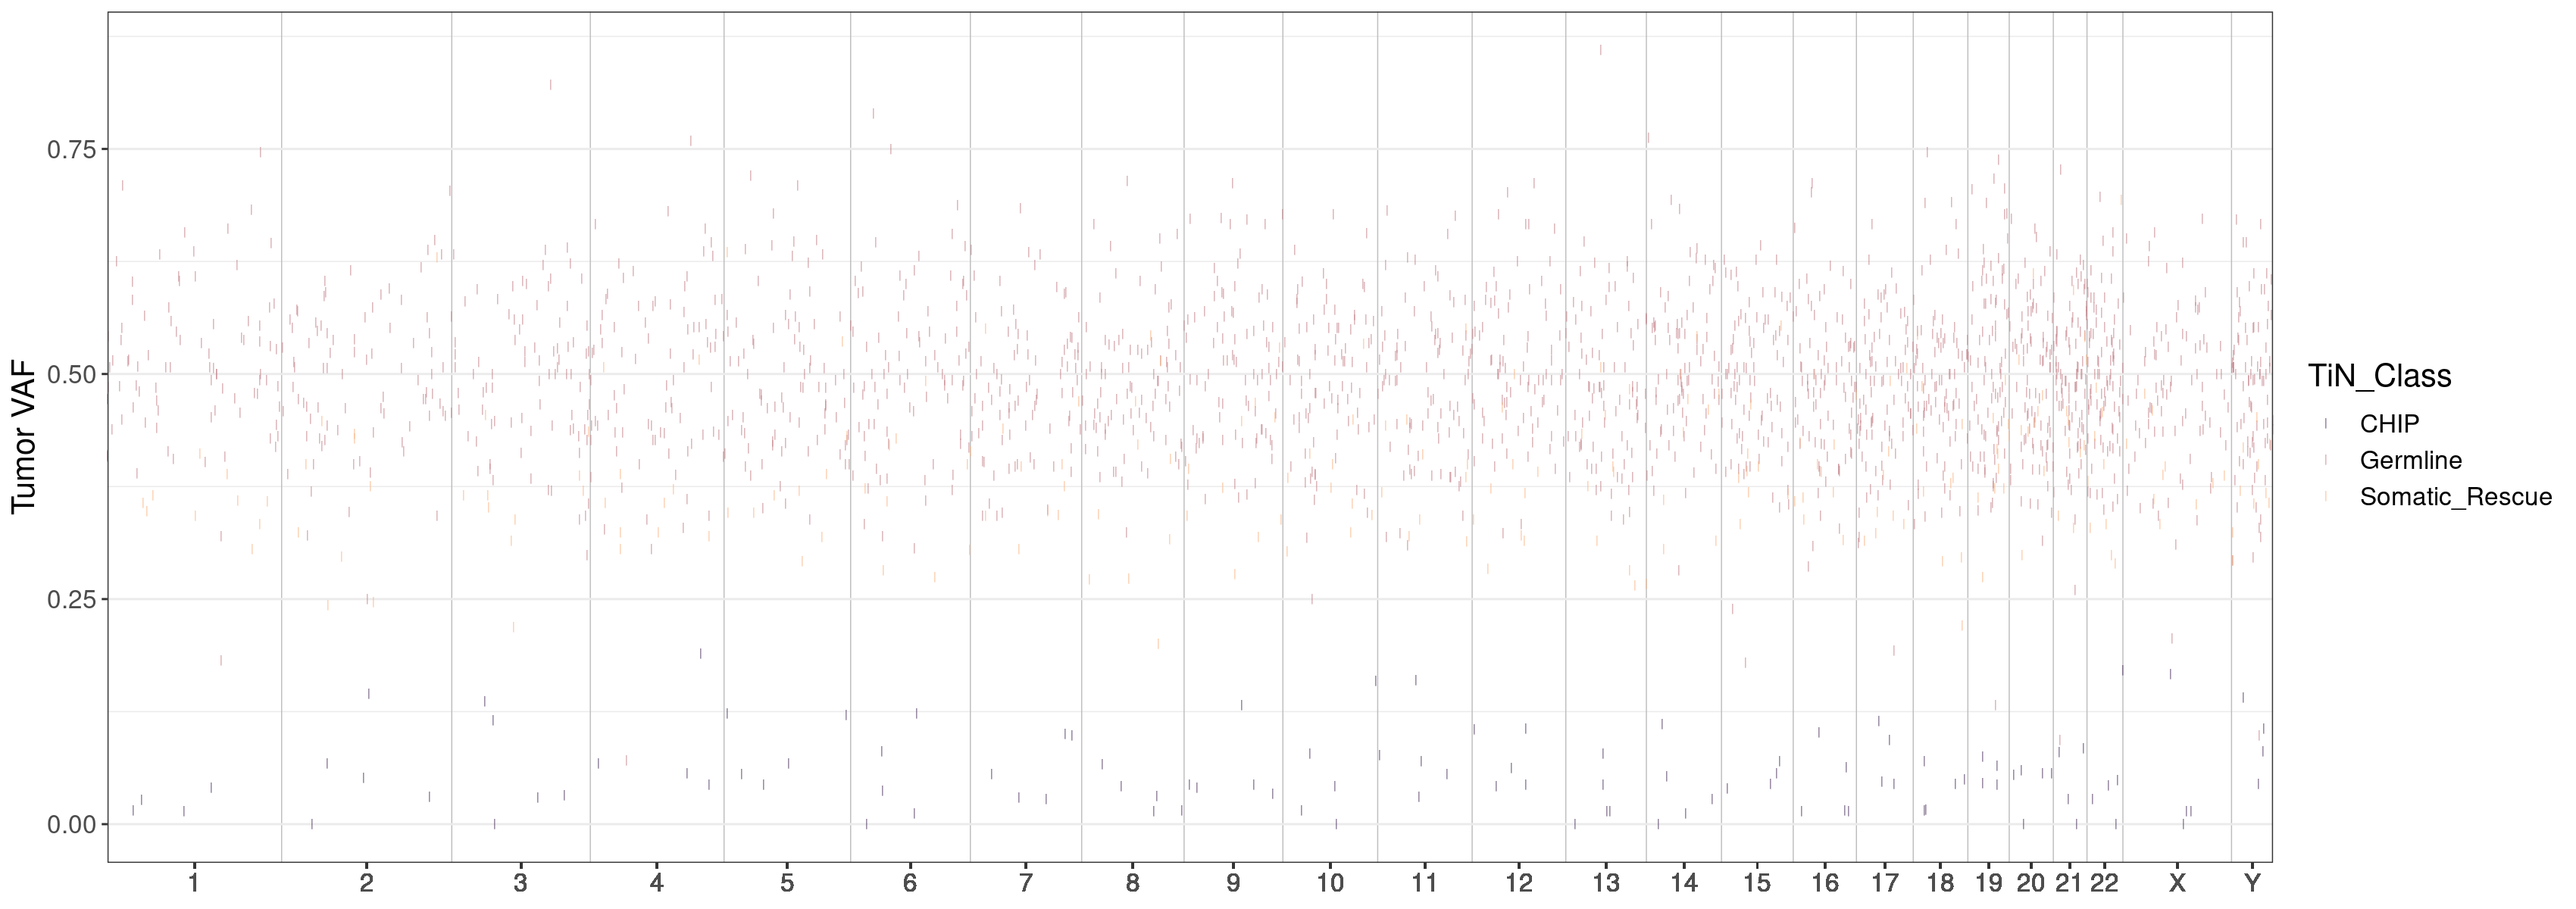 Tumor VAF
0.75
0.50
0.25
0.00
1 2 3 4 5 6 7 8 9 10 11 12 13 14 15 16 17 18 19 20 21 22 X Y
TiN_Class
CHIP
Germline
Somatic_Rescue